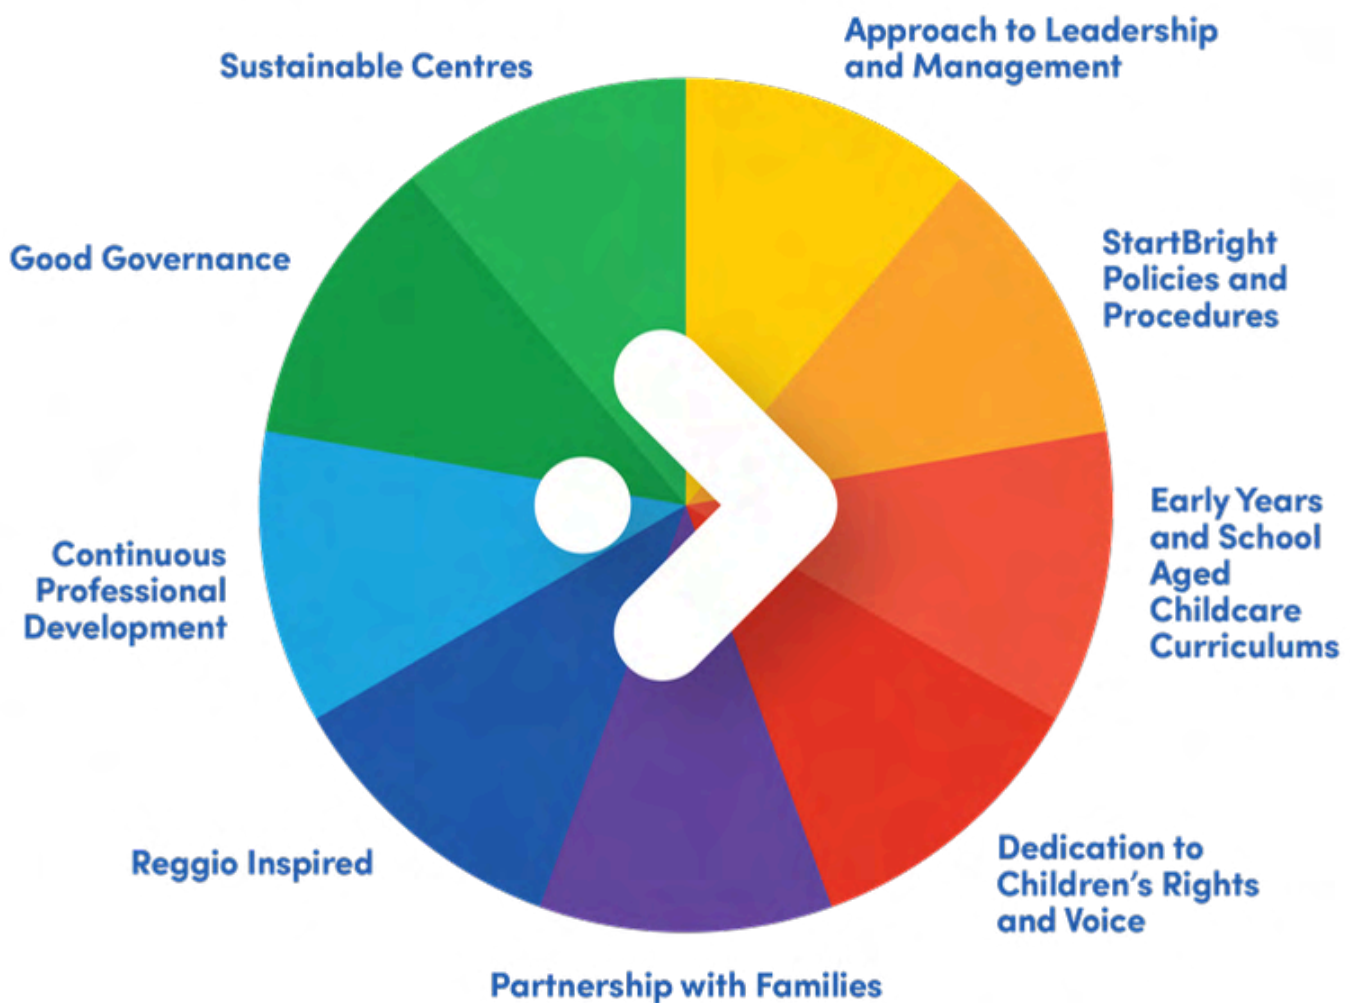 Sustainable Centres
Approach to Leadership
and Management
Good Governance
StartBright
Policies and
Procedures
Continuous
Professional
Development
Early Years
and School
Aged
Childcare
Curriculums
Reggio Inspired
Dedication to
Children’s Rights
and Voice
Partnership with Families